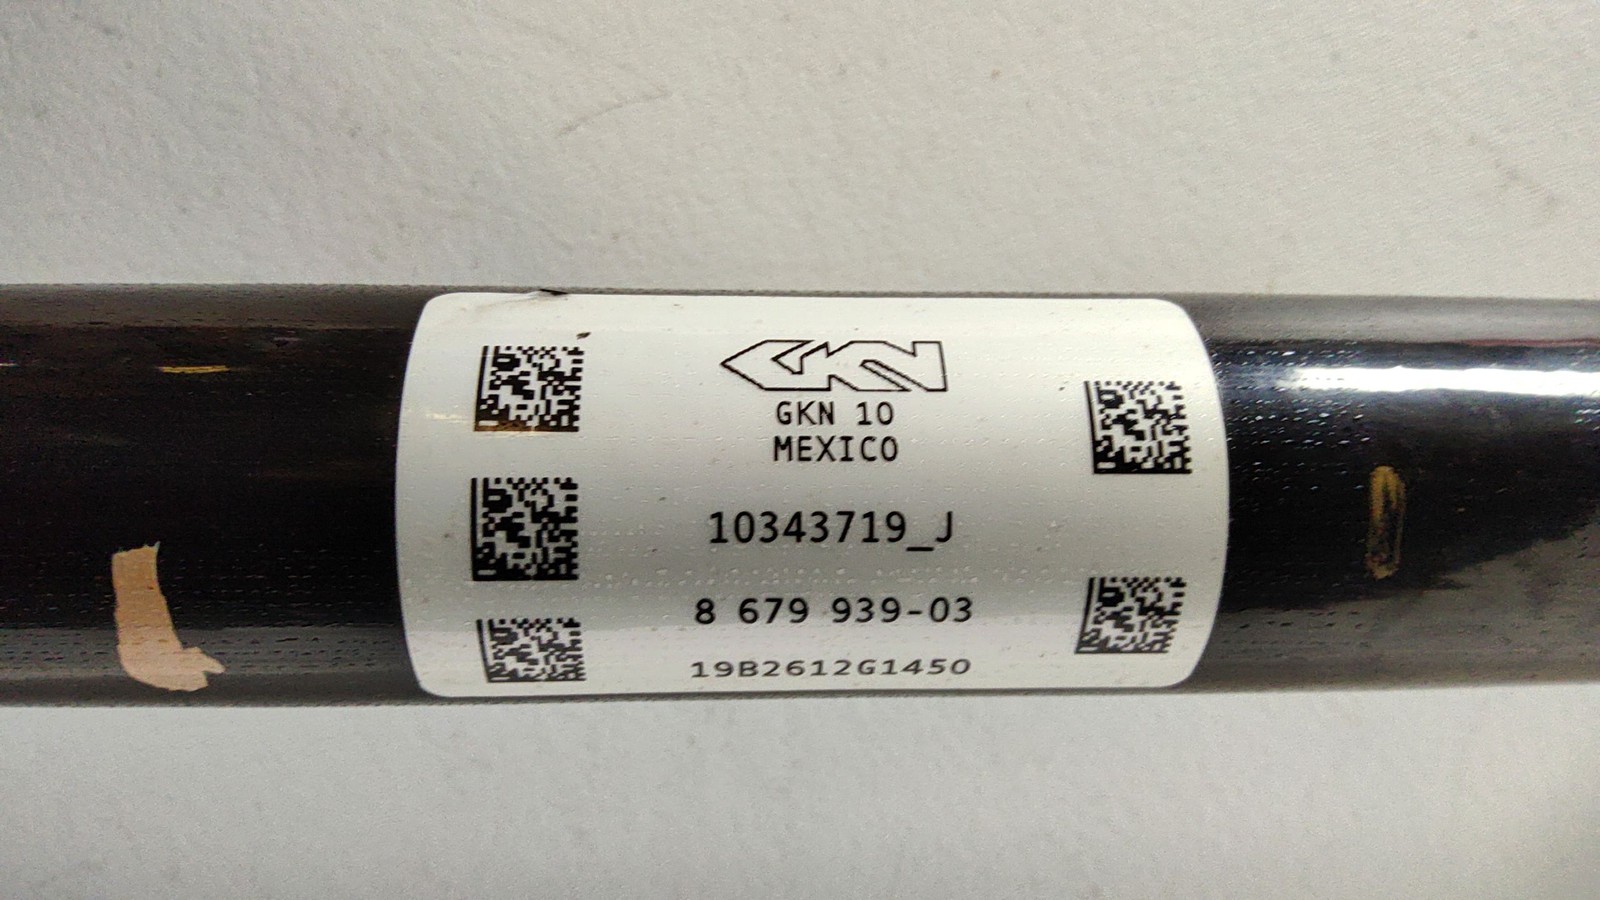 GKN
GKN 10
MEXICO
10343719_J
8 679 939-03
19B2612G1450